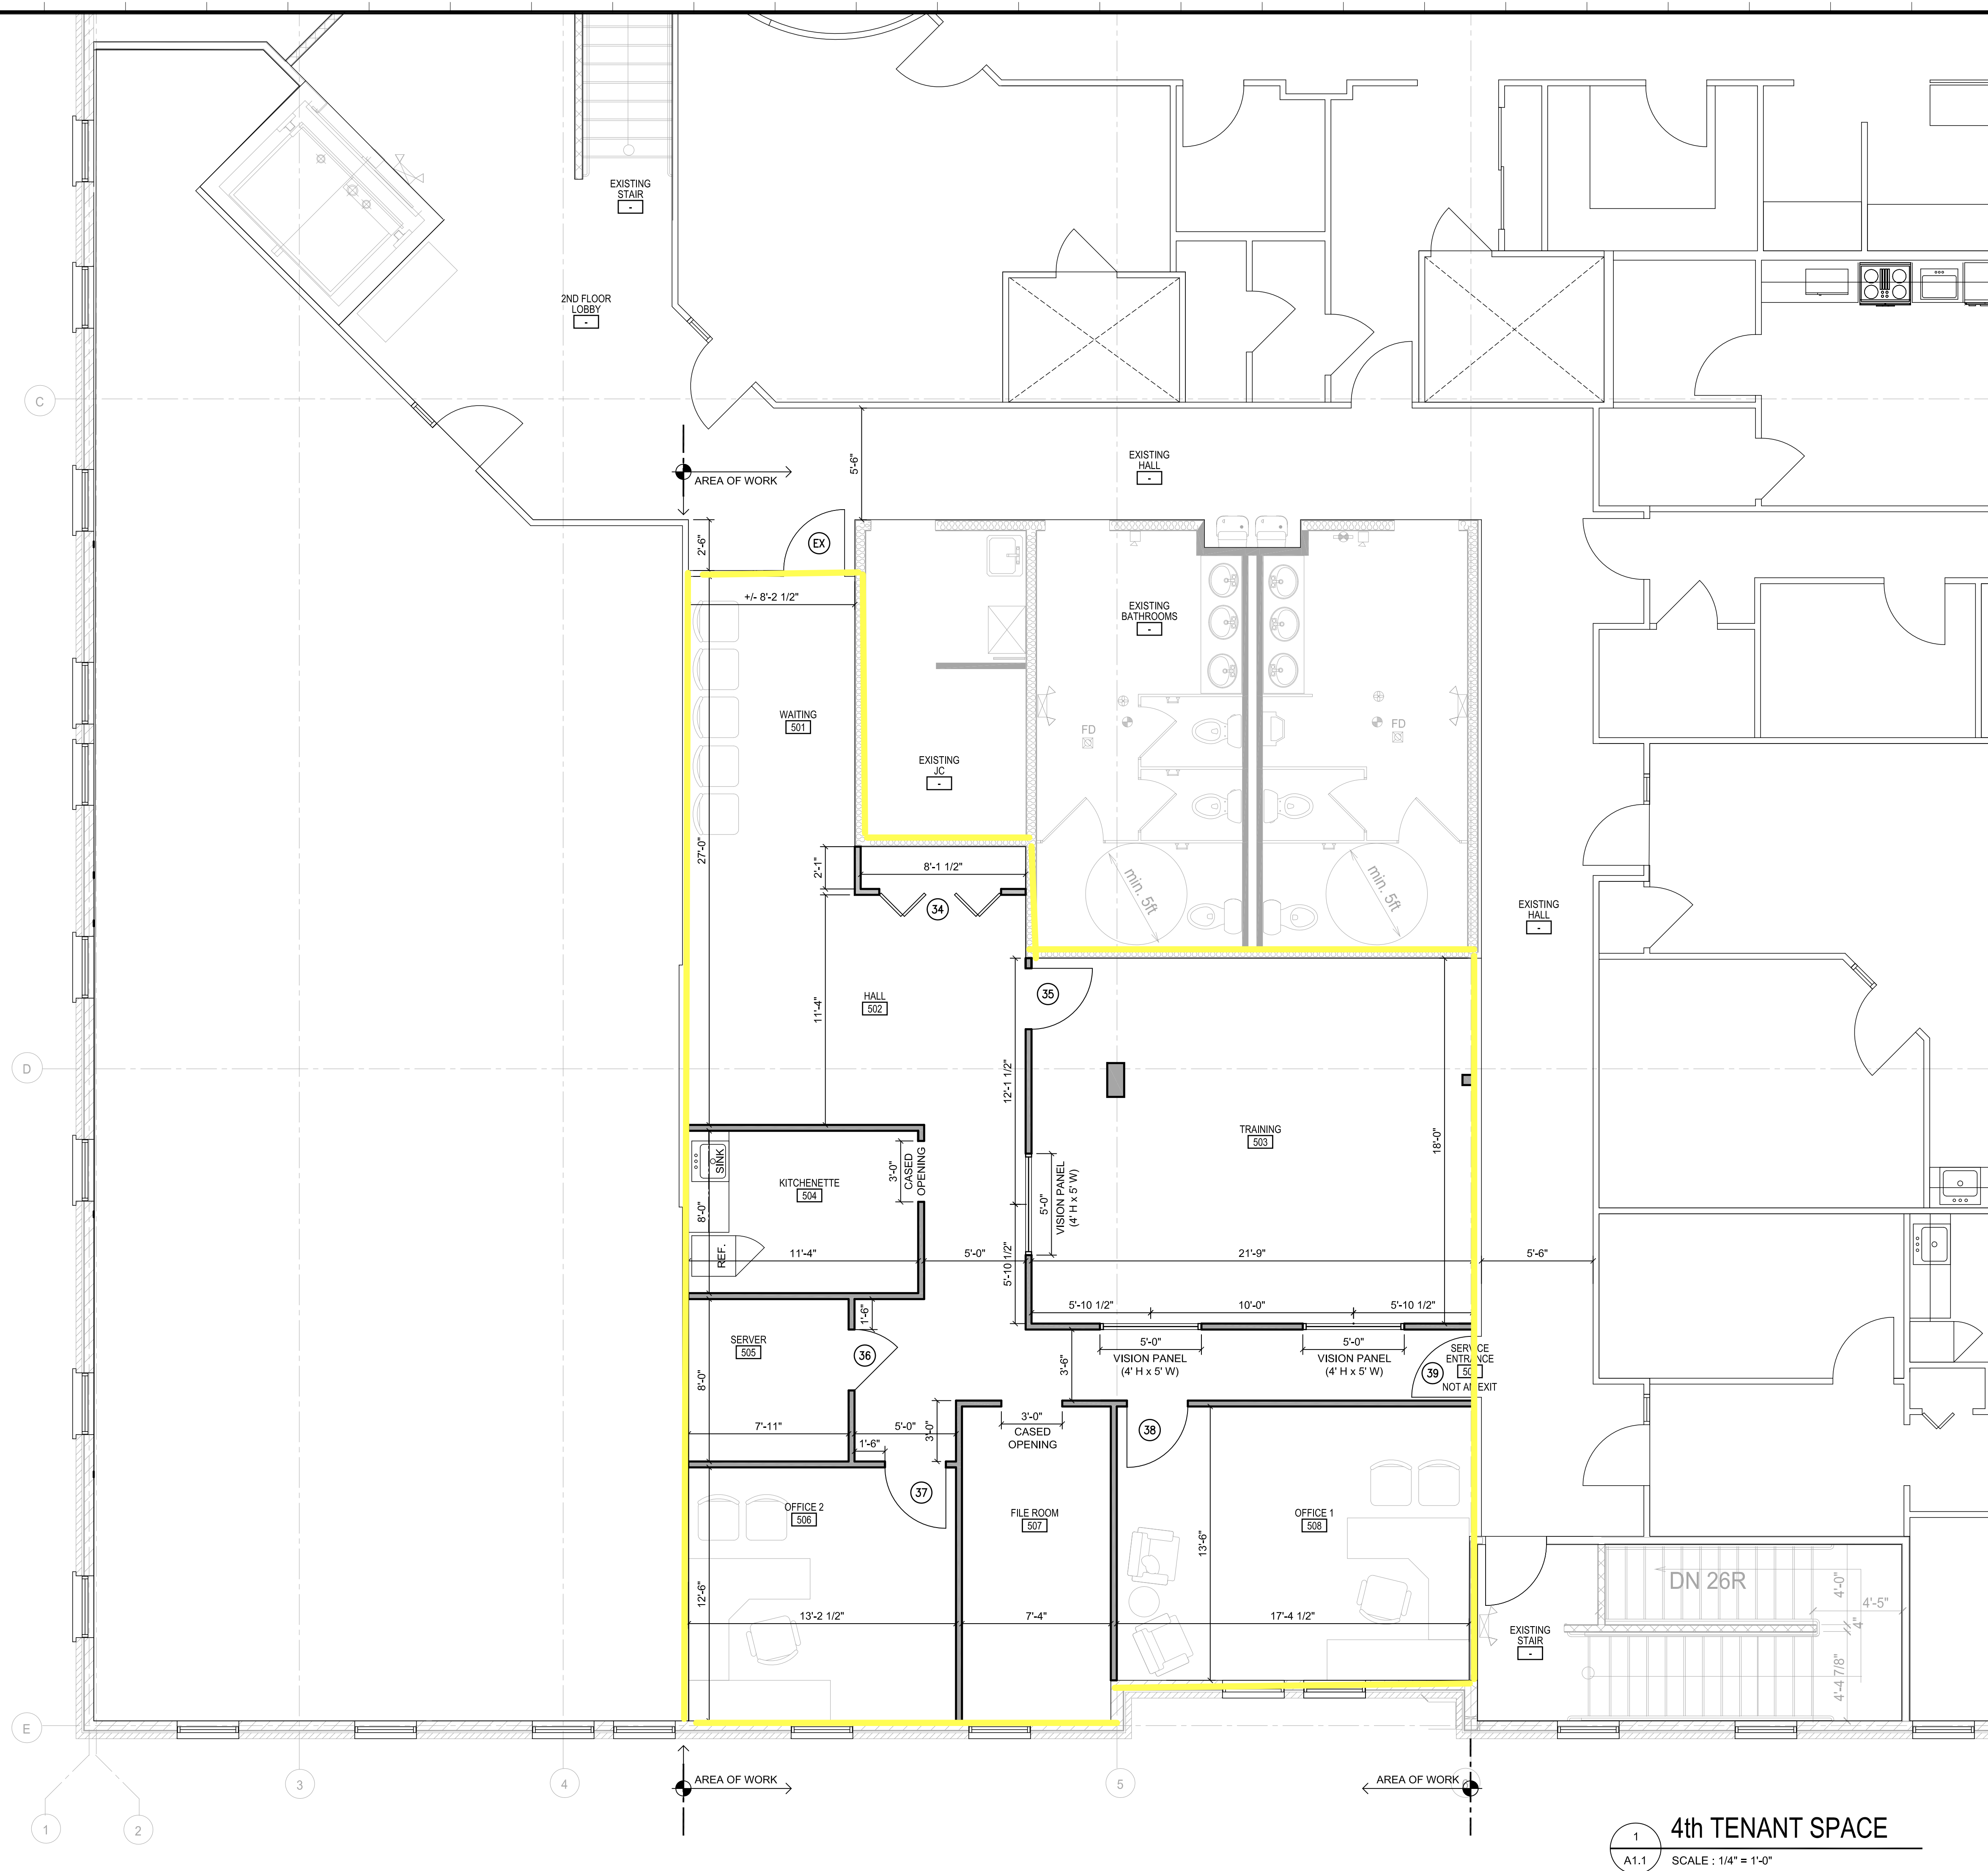 EXISTING
STAIR
-
2ND FLOOR
LOBBY
-
C
AREA OF WORK
5'-6"
EXISTING
HALL
-
2'-6"
EX
+/- 8'-2 1/2"
EXISTING
BATHROOMS
-
WAITING
501
FD
FD
EXISTING
JC
-
27'-0"
2'-1"
8'-1 1/2"
34
min. 5ft
min. 5ft
EXISTING
HALL
-
HALL
502
35
11'-4"
D
12'-1 1/2"
TRAINING
503
18'-0"
SINK
KITCHENETTE
504
3'-0"
CASED
OPENING
5'-0"
VISION PANEL
(4' H x 5' W)
8'-0"
REF.
11'-4"
5'-0"
5'-10 1/2"
21'-9"
5'-6"
5'-10 1/2"
10'-0"
5'-10 1/2"
1'-6"
SERVER
505
36
5'-0"
VISION PANEL
(4' H x 5' W)
5'-0"
VISION PANEL
(4' H x 5' W)
SERVICE
ENTRANCE
39
NOT AN EXIT
3'-6"
8'-0"
7'-11"
5'-0"
3'-0"
1'-6"
3'-0"
CASED
OPENING
38
37
OFFICE 2
506
FILE ROOM
507
OFFICE 1
508
13'-6"
12'-6"
13'-2 1/2"
7'-4"
17'-4 1/2"
DN 26R
4'-0"
4'-5"
4"
4'-4 7/8"
EXISTING
STAIR
-
E
AREA OF WORK
AREA OF WORK
3
4
5
1
2
1
A1.1
4th TENANT SPACE
SCALE : 1/4" = 1'-0"